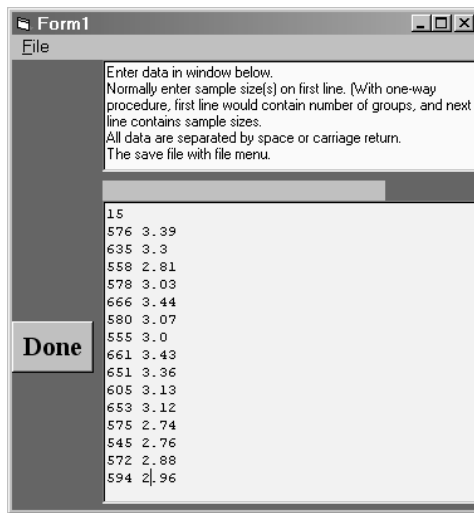 Form1
File
Enter data in window below.
Normally enter sample size(s) on first line. (With one-way
procedure, first line would contain number of groups, and next
line contains sample sizes.
All data are separated by space or carriage return.
The save file with file menu.
15
576 3.39
635 3.3
558 2.81
578 3.03
666 3.44
580 3.07
555 3.0
661 3.43
651 3.36
605 3.13
653 3.12
575 2.74
545 2.76
572 2.88
594 2.96
Done